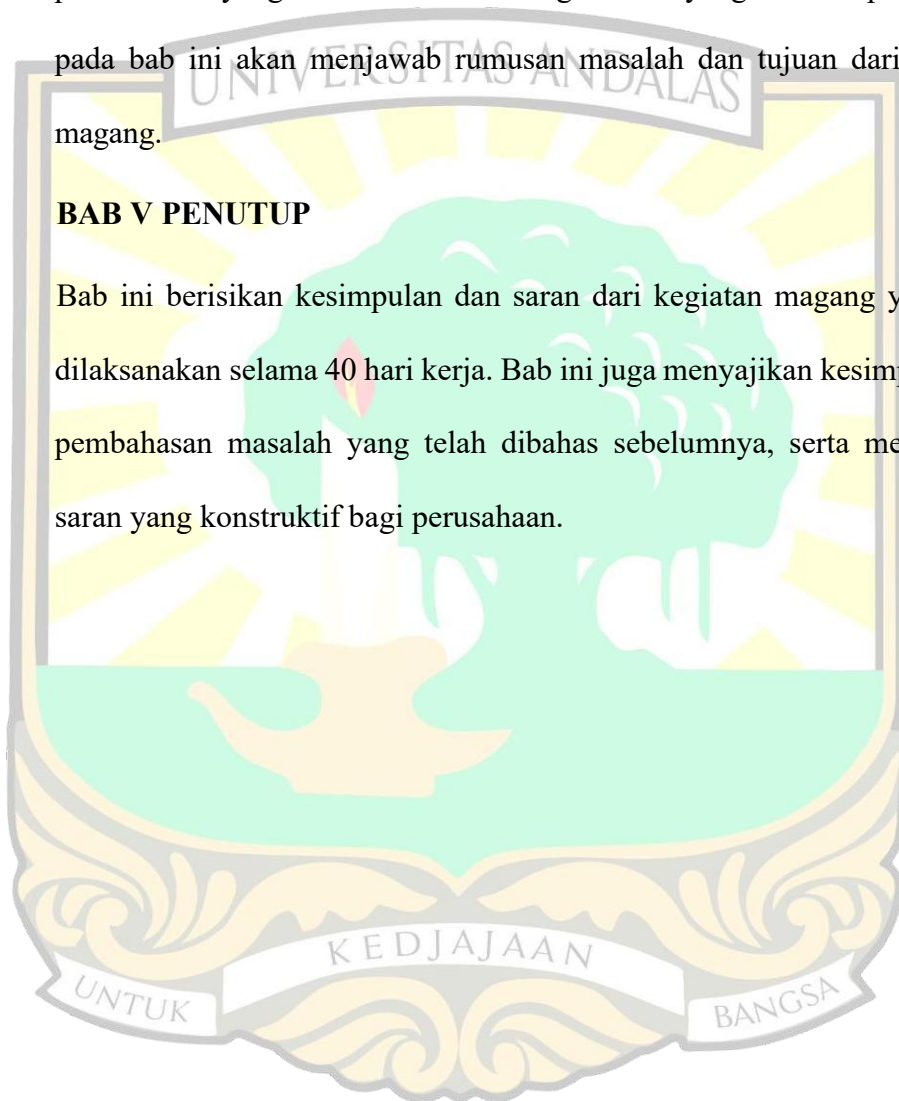 pada bab ini akan menjawab rumusan masalah dan tujuan dari
magang.
UNIVERSITAS ANDALAS
BAB V PENUTUP
Bab ini berisikan kesimpulan dan saran dari kegiatan magang
dilaksanakan selama 40 hari kerja. Bab ini juga menyajikan
pembahasan masalah yang telah dibahas sebelumnya, serta
saran yang konstruktif bagi perusahaan.
UNTUK KEDJAJAAN BANGSA